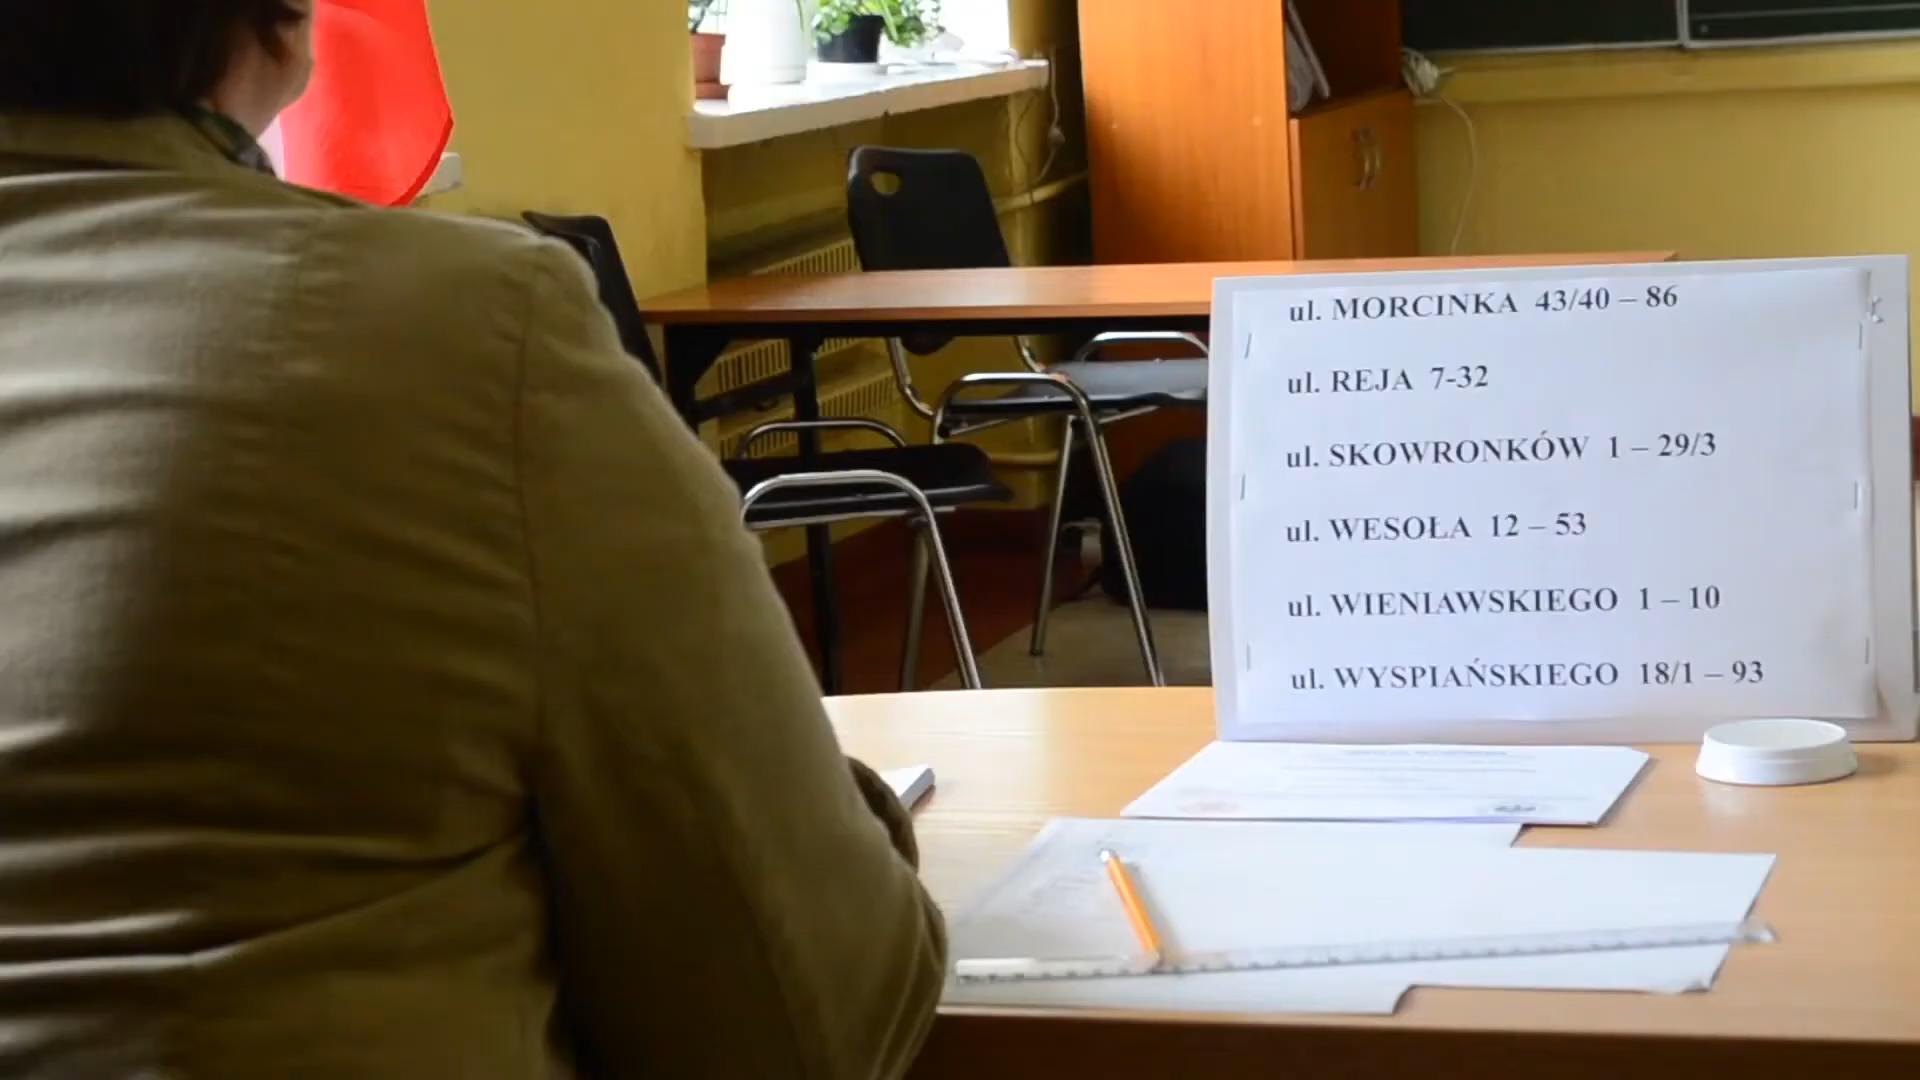 ul. MORCINKA 43/40 – 86
ul. REJA 7-32
ul. SKOWRONKÓW 1 – 29/3
ul. WESOŁA 12 – 53
ul. WIENIAWSKIEGO 1 – 10
ul. WYSPIAŃSKIEGO 18/1 – 93